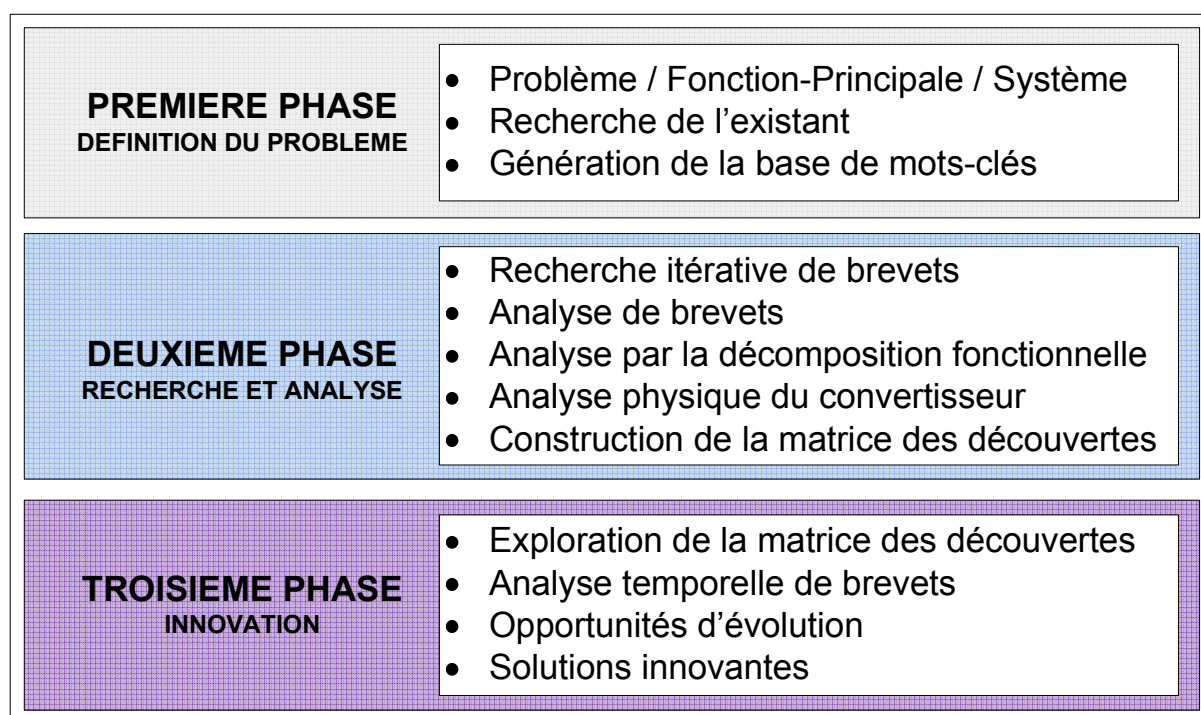 PREMIERE PHASE
DEFINITION DU PROBLEME
• Problème / Fonction-Principale / Système
• Recherche de l'existant
• Génération de la base de mots-clés
DEUXIEME PHASE
RECHERCHE ET ANALYSE
• Recherche itérative de brevets
• Analyse de brevets
• Analyse par la décomposition fonctionnelle
• Analyse physique du convertisseur
• Construction de la matrice des découvertes
TROISIEME PHASE
INNOVATION
• Exploration de la matrice des découvertes
• Analyse temporelle de brevets
• Opportunités d'évolution
• Solutions innovantes